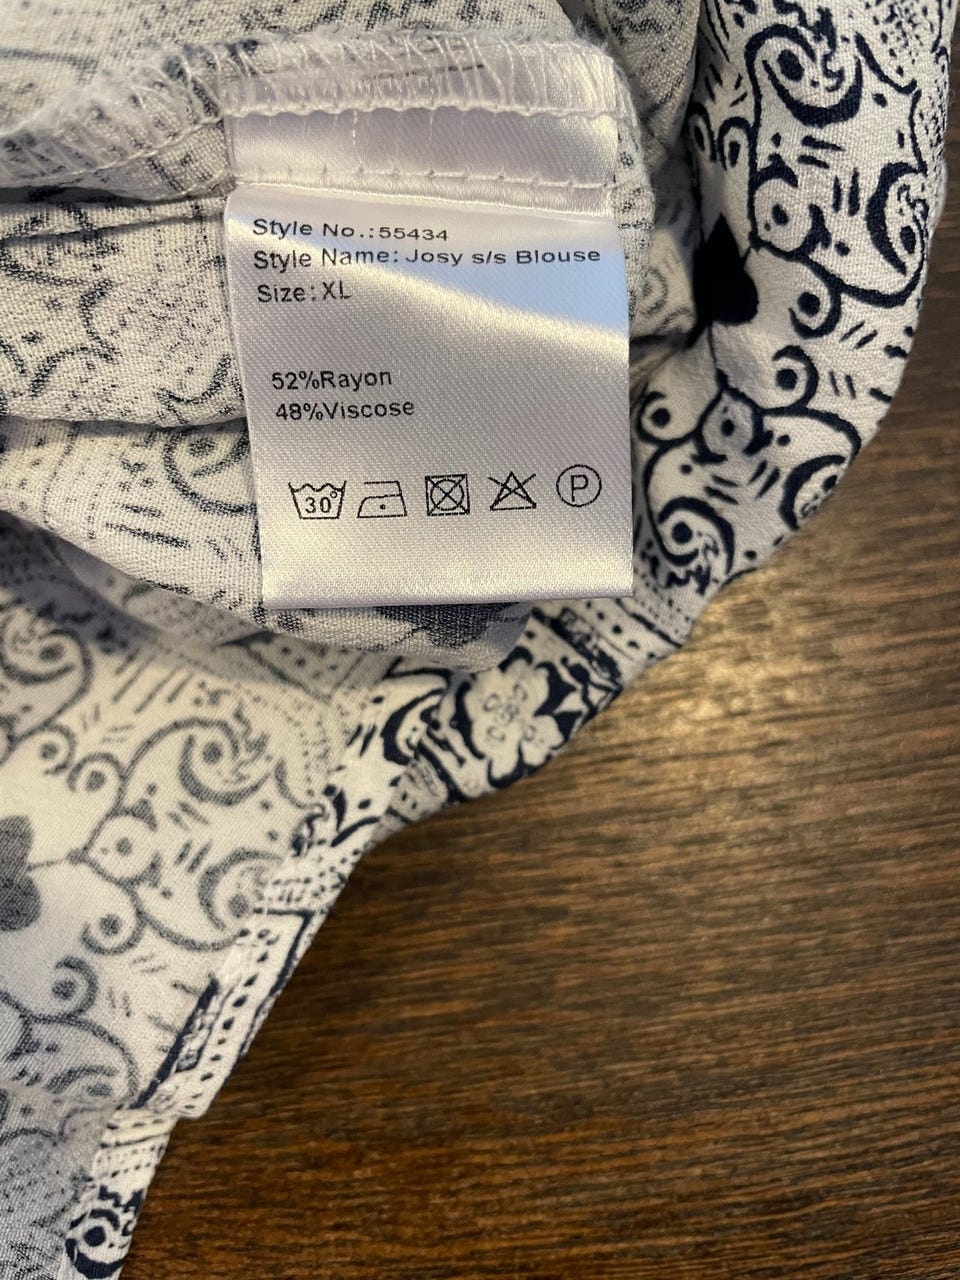 Style No.:55434
Style Name: Josy s/s Blouse
Size:XL
52%Rayon
48%Viscose
30° P